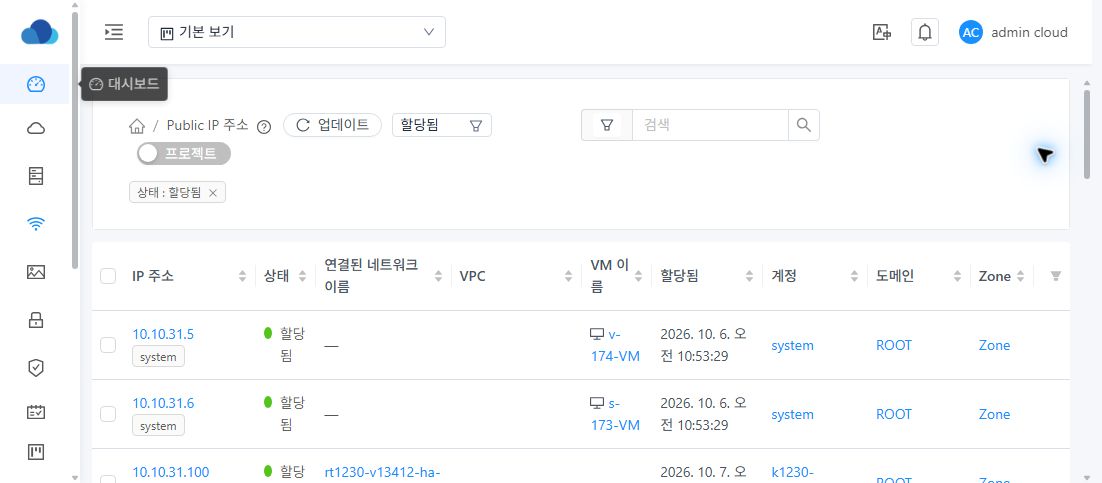 기본 보기
AC admin cloud
대시보드
/ Public IP 주소 업데이트 할당됨 검색
프로젝트
상태 : 할당됨
IP 주소 상태 연결된 네트워크 이름 VPC VM 이름 할당됨 계정 도메인 Zone
10.10.31.5 system 할당됨 — v-174-VM 2026. 10. 6. 오전 10:53:29 system ROOT Zone
10.10.31.6 system 할당됨 — s-173-VM 2026. 10. 6. 오전 10:53:29 system ROOT Zone
10.10.31.100 할당 rt1230-v13412-ha- 2026. 10. 7. 오 k1230- ROOT Zone